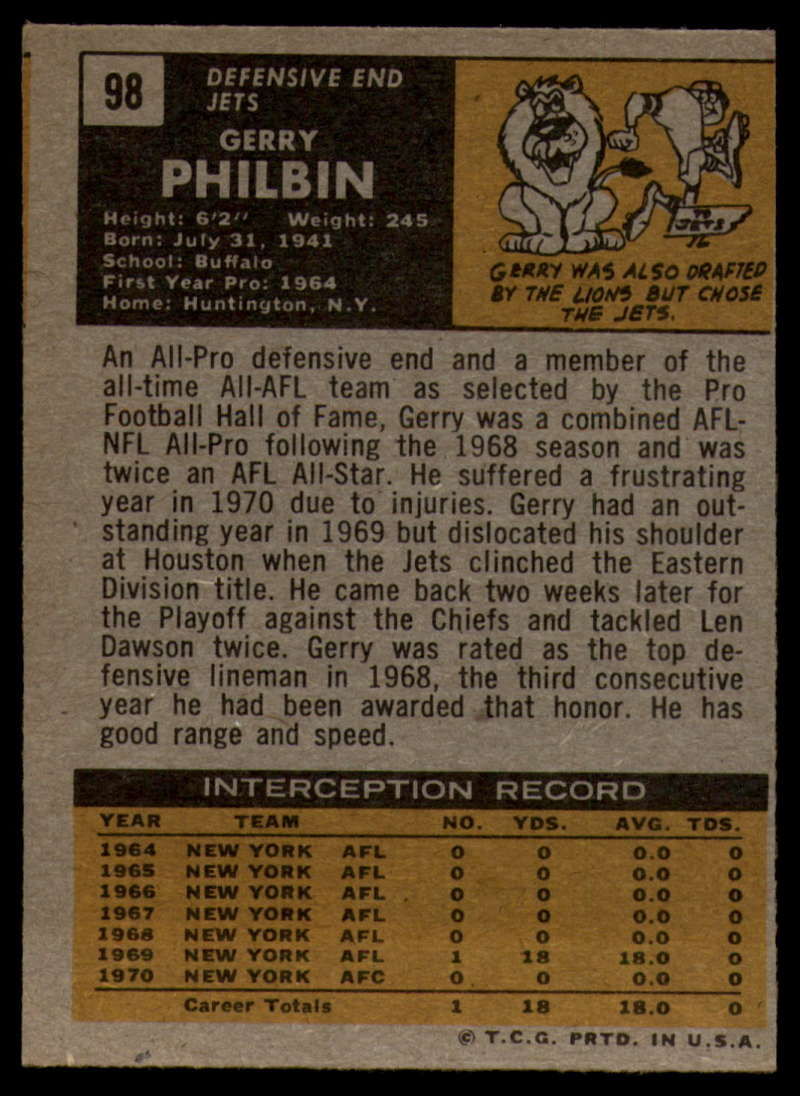 98
DEFENSIVE END
JETS
GERRY
PHILBIN
Height: 6'2" Weight: 245
Born: July 31, 1941
School: Buffalo
First Year Pro: 1964
Home: Huntington, N.Y.
JETS
GERRY WAS ALSO DRAFTED
BY THE LIONS BUT CHOSE
THE JETS.
An All-Pro defensive end and a member of the
all-time All-AFL team as selected by the Pro
Football Hall of Fame, Gerry was a combined AFL-
NFL All-Pro following the 1968 season and was
twice an AFL All-Star. He suffered a frustrating
year in 1970 due to injuries. Gerry had an out-
standing year in 1969 but dislocated his shoulder
at Houston when the Jets clinched the Eastern
Division title. He came back two weeks later for
the Playoff against the Chiefs and tackled Len
Dawson twice. Gerry was rated as the top de-
fensive lineman in 1968, the third consecutive
year he had been awarded that honor. He has
good range and speed.
INTERCEPTION RECORD
YEAR TEAM NO. YDS. AVG. TDS.
1964 NEW YORK AFL 0 0 0.0 0
1965 NEW YORK AFL 0 0 0.0 0
1966 NEW YORK AFL 0 0 0.0 0
1967 NEW YORK AFL 0 0 0.0 0
1968 NEW YORK AFL 0 0 0.0 0
1969 NEW YORK AFL 1 18 18.0 0
1970 NEW YORK AFC 0 0 0.0 0
Career Totals 1 18 18.0 0
© T.C.G. PRTD. IN U.S.A.